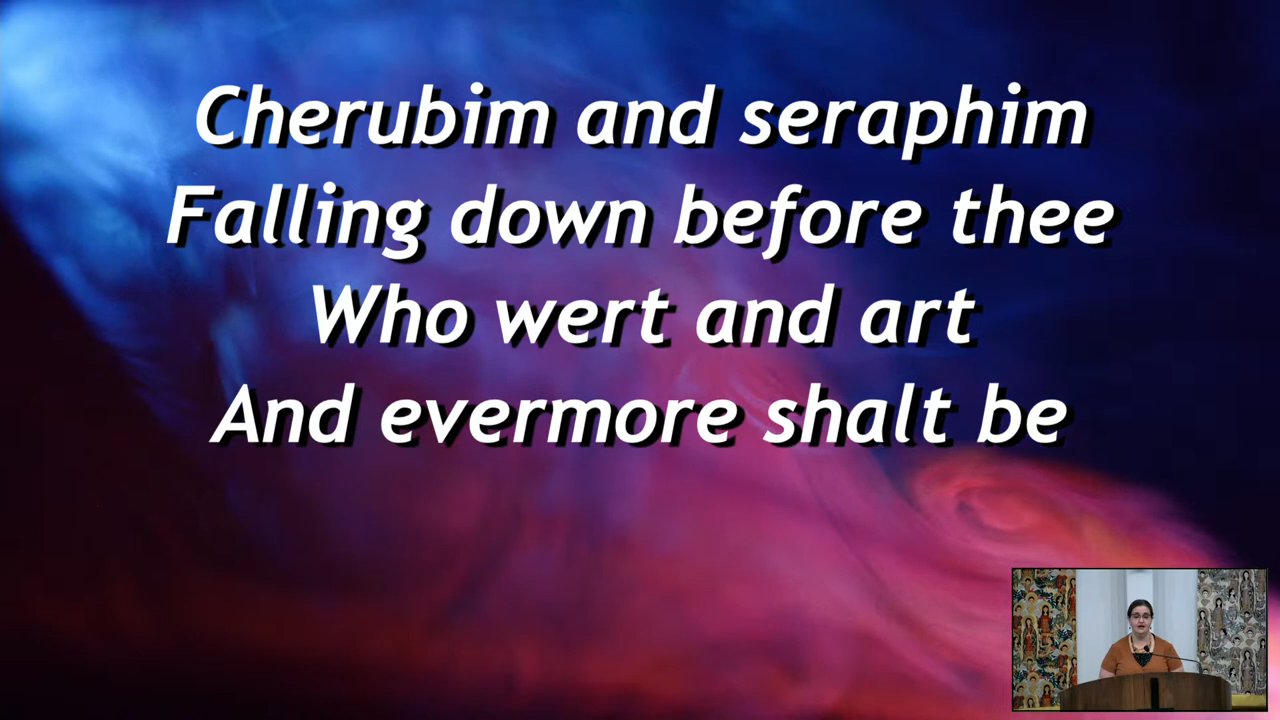 Cherubim and seraphim
Falling down before thee
Who wert and art
And evermore shalt be